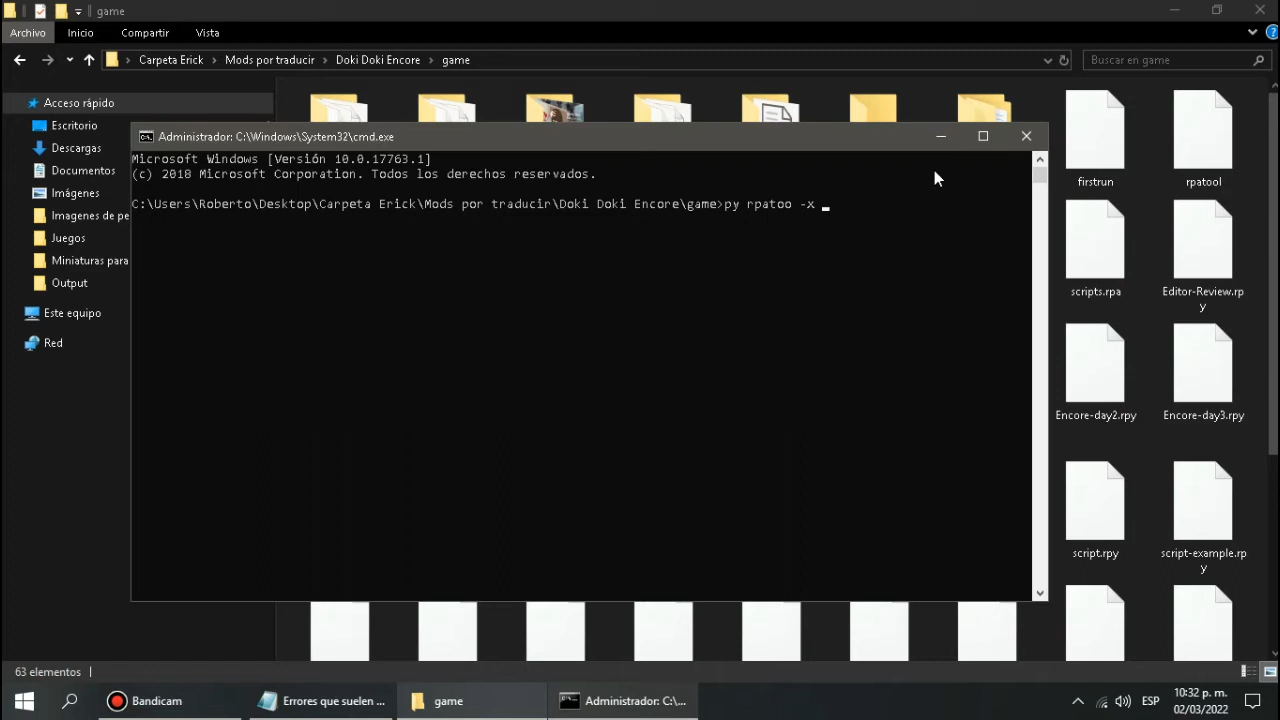 game
Archivo
Inicio
Compartir
Vista
Carpeta Erick
Mods por traducir
Doki Doki Encore
game
Buscar en game
Acceso rápido
Escritorio
Descargas
Documentos
Imágenes
Imagenes de pe
Juegos
Miniaturas para
Output
Este equipo
Red
Administrador: C:\Windows\System32\cmd.exe
Microsoft Windows [Versión 10.0.17763.1]
(c) 2018 Microsoft Corporation. Todos los derechos reservados.
C:\Users\Roberto\Desktop\Carpeta Erick\Mods por traducir\Doki Doki Encore\game>py rpatoo -x _
firstrun
rpatool
scripts.rpa
Editor-Review.rp
y
Encore-day2.rpy
Encore-day3.rpy
script.rpy
script-example.rp
y
63 elementos
Bandicam
Errores que suelen ...
game
Administrador: C:\...
ESP
10:32 p. m.
02/03/2022